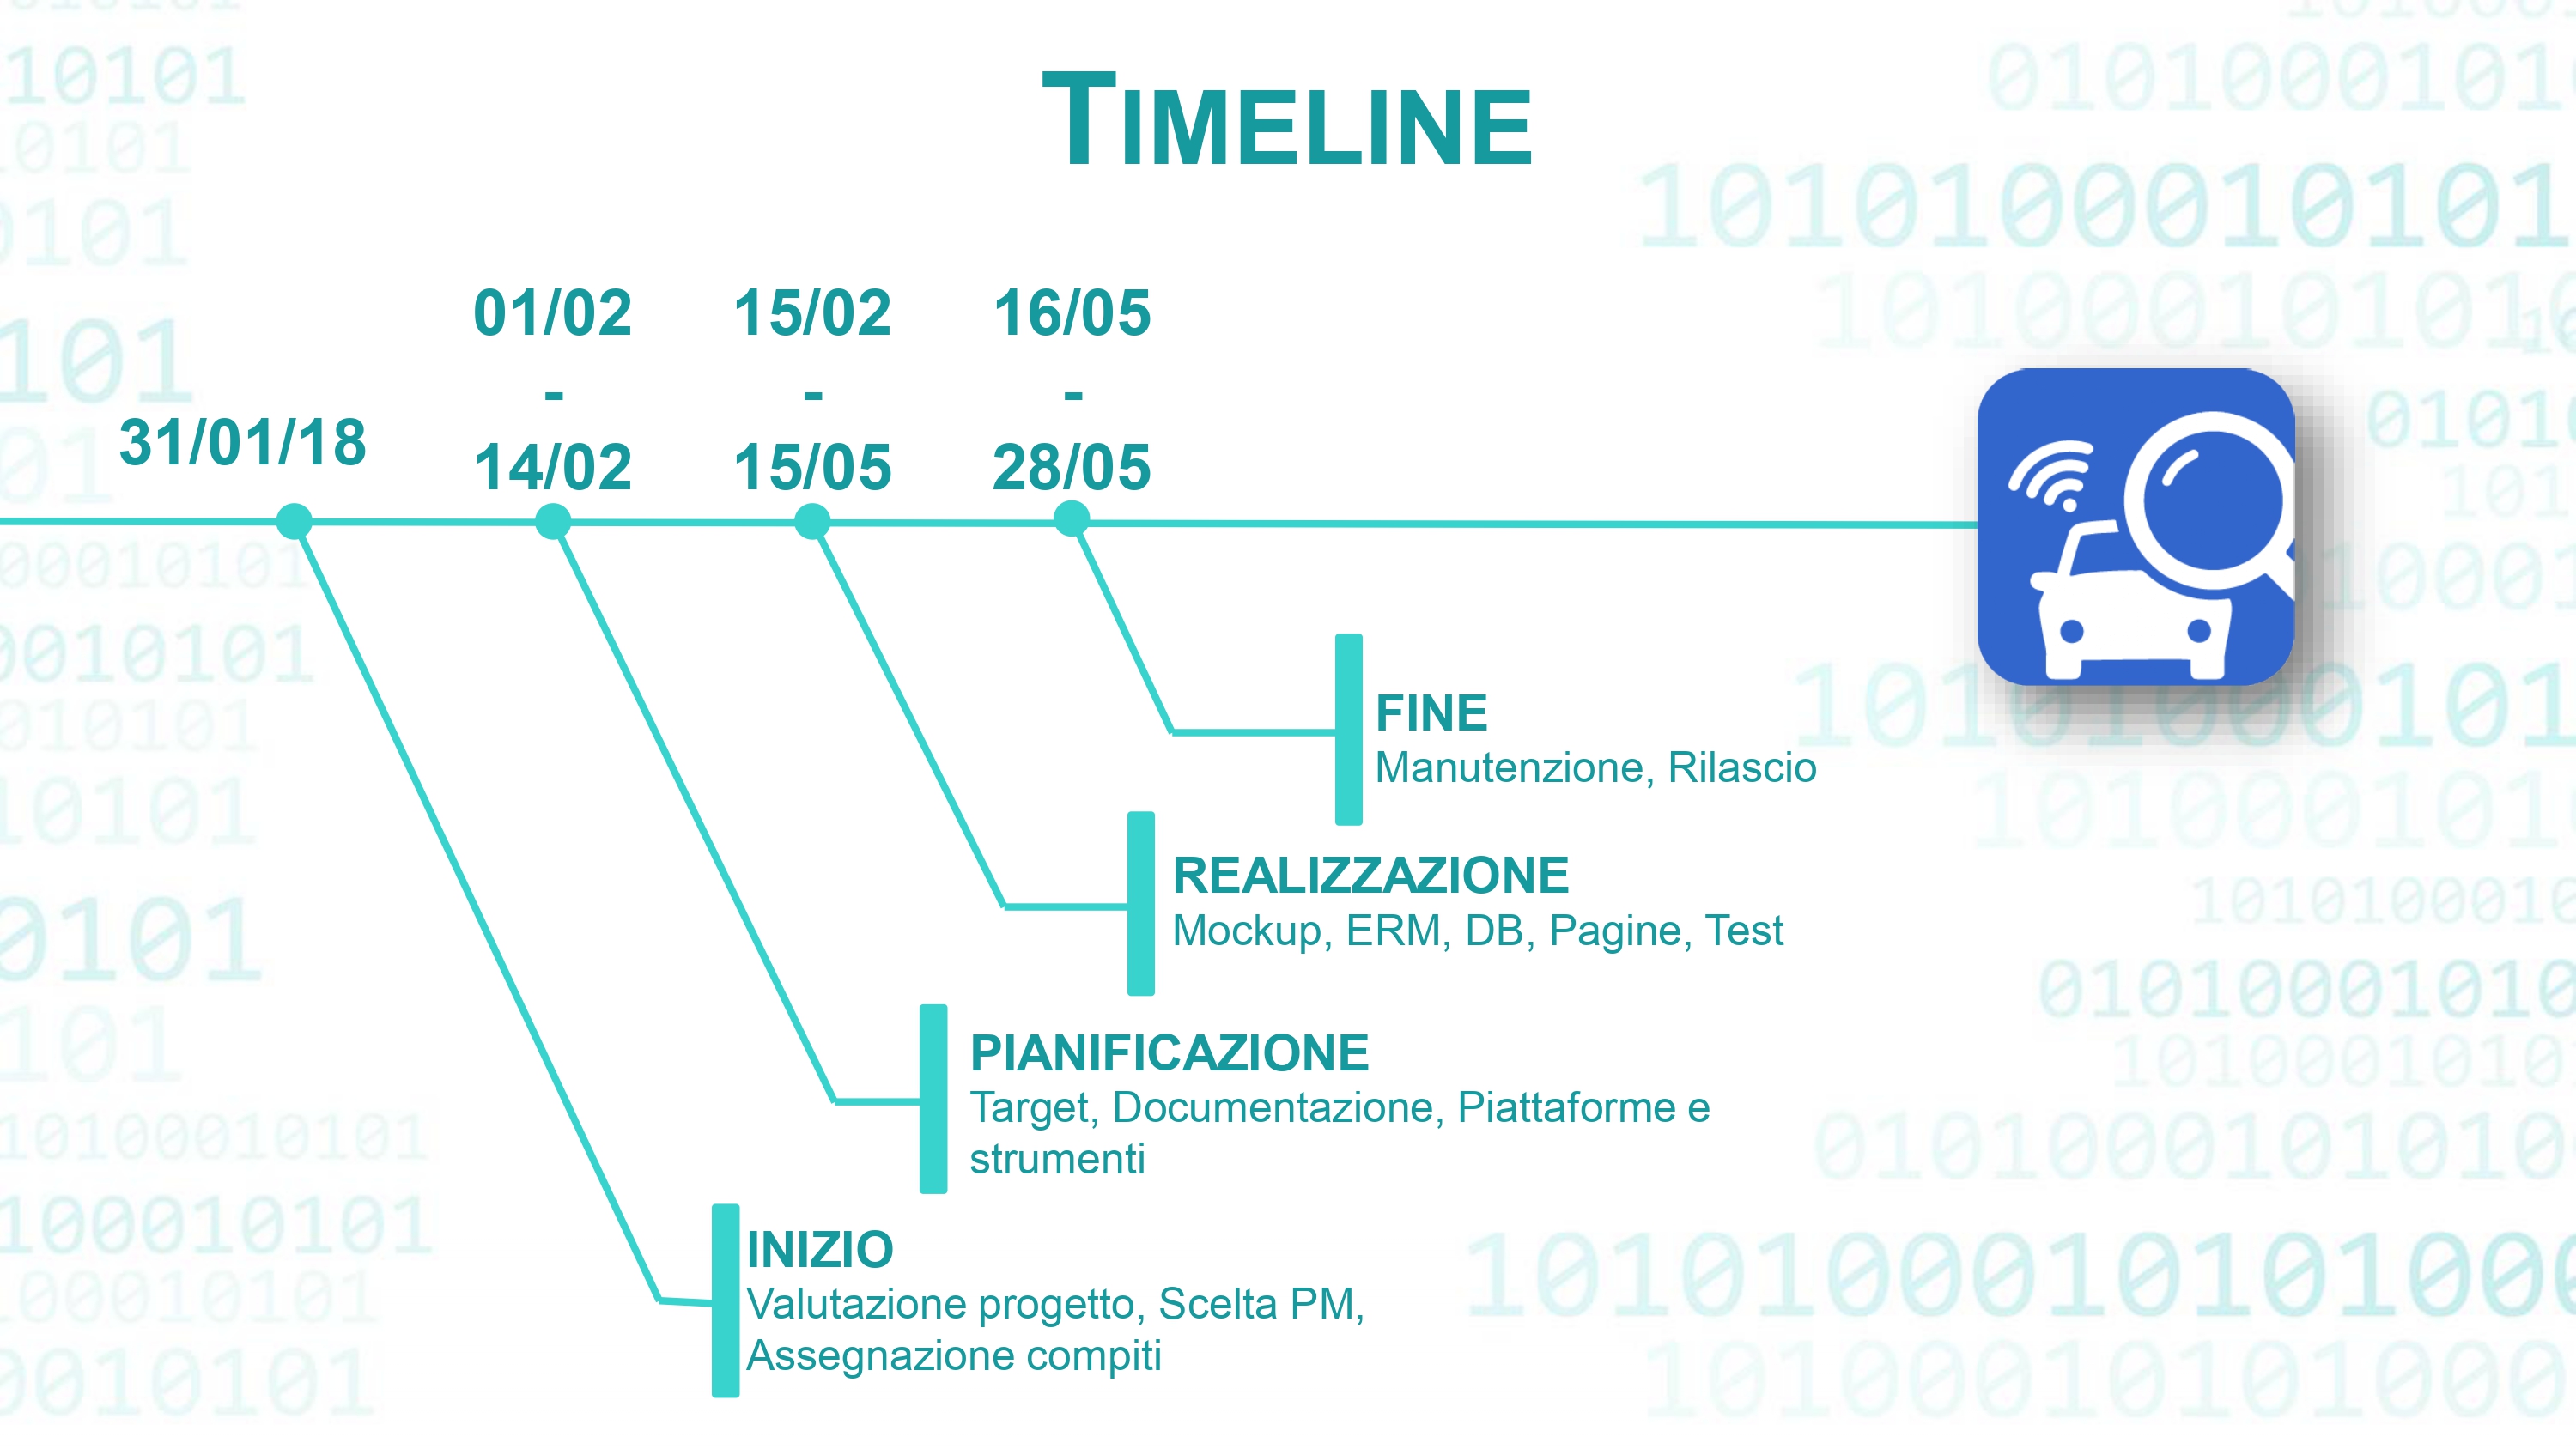 TIMELINE
31/01/18
01/02
-
14/02
15/02
-
15/05
16/05
-
28/05
FINE
Manutenzione, Rilascio
REALIZZAZIONE
Mockup, ERM, DB, Pagine, Test
PIANIFICAZIONE
Target, Documentazione, Piattaforme e
strumenti
INIZIO
Valutazione progetto, Scelta PM,
Assegnazione compiti